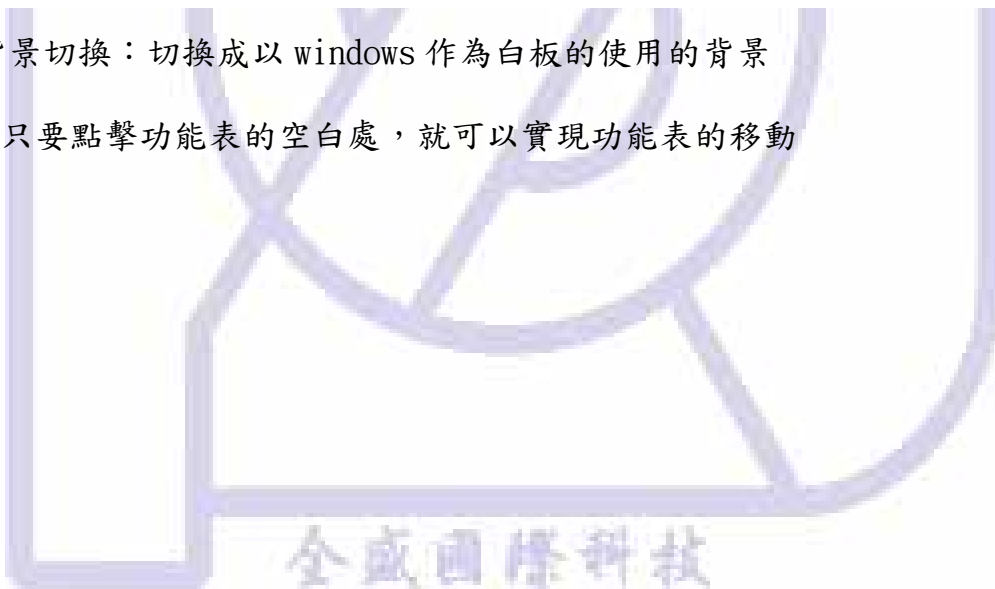 背景切換：切換成以 windows 作為白板的使用的背景
只要點擊功能表的空白處，就可以實現功能表的移動
全盛國際科技